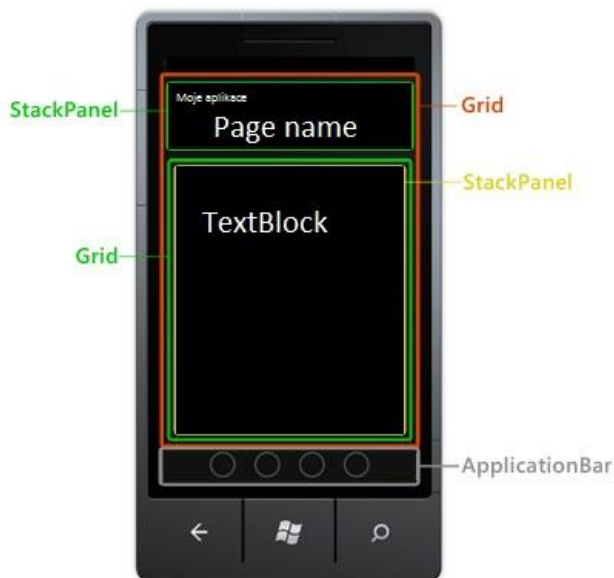 Moje aplikace
StackPanel
Grid
Page name
StackPanel
TextBlock
Grid
ApplicationBar